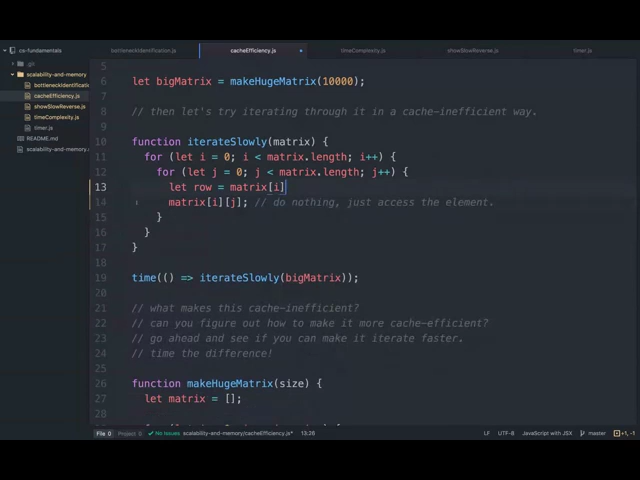 cs-fundamentals
.git
scalability-and-memory
bottleneckIdentificatio
cacheEfficiency.js
showSlowReverse.js
timeComplexity.js
timer.js
README.md
scalability-and-memory.
bottleneckIdentification.js
cacheEfficiency.js
timeComplexity.js
showSlowReverse.js
timer.js
5
6 let bigMatrix = makeHugeMatrix(10000);
7
8 // then let's try iterating through it in a cache-inefficient way.
9
10 function iterateSlowly(matrix) {
11 for (let i = 0; i < matrix.length; i++) {
12 for (let j = 0; j < matrix.length; j++) {
13 let row = matrix[i]
14 matrix[i][j]; // do nothing, just access the element.
15 }
16 }
17 }
18
19 time(() => iterateSlowly(bigMatrix));
20
21 // what makes this cache-inefficient?
22 // can you figure out how to make it more cache-efficient?
23 // go ahead and see if you can make it iterate faster.
24 // time the difference!
25
26 function makeHugeMatrix(size) {
27 let matrix = [];
28
File 0 Project 0 No Issues scalability-and-memory/cacheEfficiency.js* 13:26 LF UTF-8 JavaScript with JSX master +1, -1